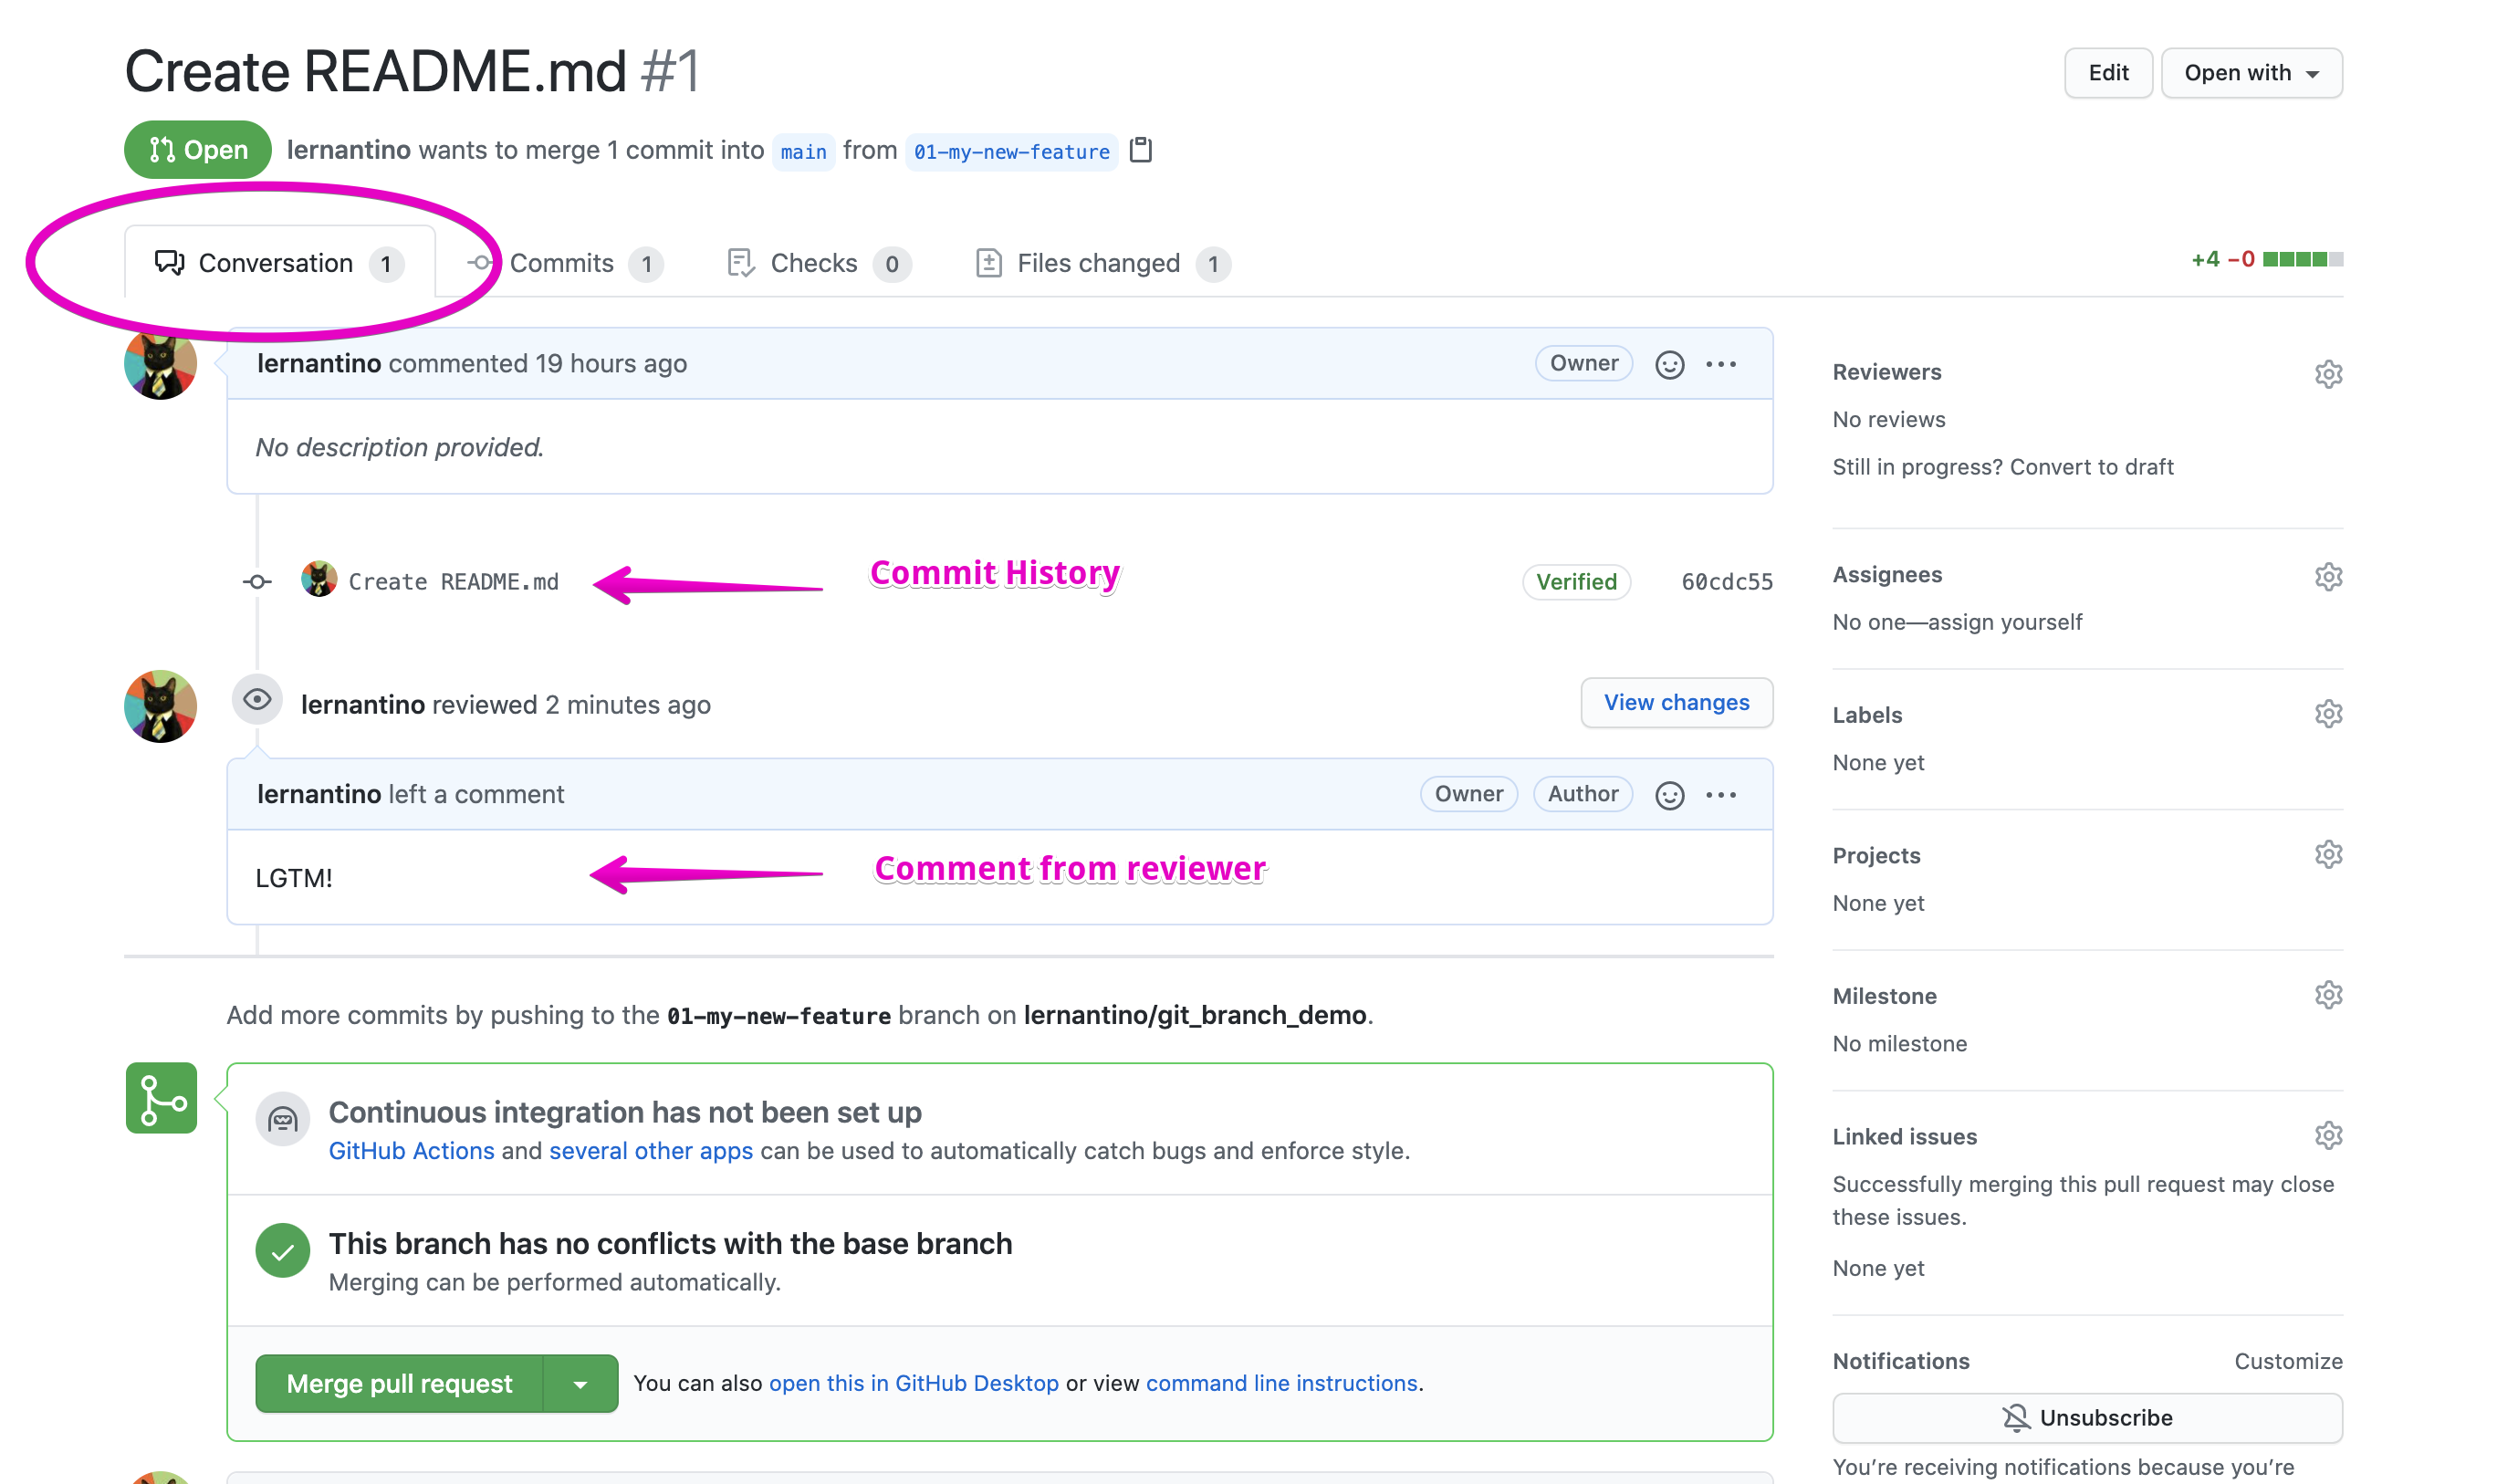 Create README.md #1
Edit
Open with
Open
lernantino wants to merge 1 commit into main from 01-my-new-feature
Conversation 1
Commits 1
Checks 0
Files changed 1
+4 −0
lernantino commented 19 hours ago
Owner
No description provided.
Create README.md
Commit History
Verified
60cdc55
lernantino reviewed 2 minutes ago
View changes
lernantino left a comment
Owner
Author
LGTM!
Comment from reviewer
Add more commits by pushing to the 01-my-new-feature branch on lernantino/git_branch_demo.
Continuous integration has not been set up
GitHub Actions and several other apps can be used to automatically catch bugs and enforce style.
This branch has no conflicts with the base branch
Merging can be performed automatically.
Merge pull request
You can also open this in GitHub Desktop or view command line instructions.
Reviewers
No reviews
Still in progress? Convert to draft
Assignees
No one—assign yourself
Labels
None yet
Projects
None yet
Milestone
No milestone
Linked issues
Successfully merging this pull request may close
these issues.
None yet
Notifications
Customize
Unsubscribe
You're receiving notifications because you're